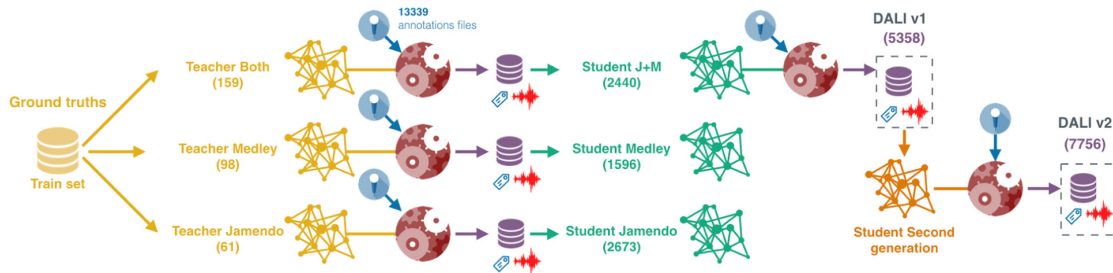 13339
annotations files
DALI v1
(5358)
Teacher Both
(159)
Student J+M
(2440)
Ground truths
Train set
DALI v2
(7756)
Teacher Medley
(98)
Student Medley
(1596)
Teacher Jamendo
(61)
Student Jamendo
(2673)
Student Second
generation